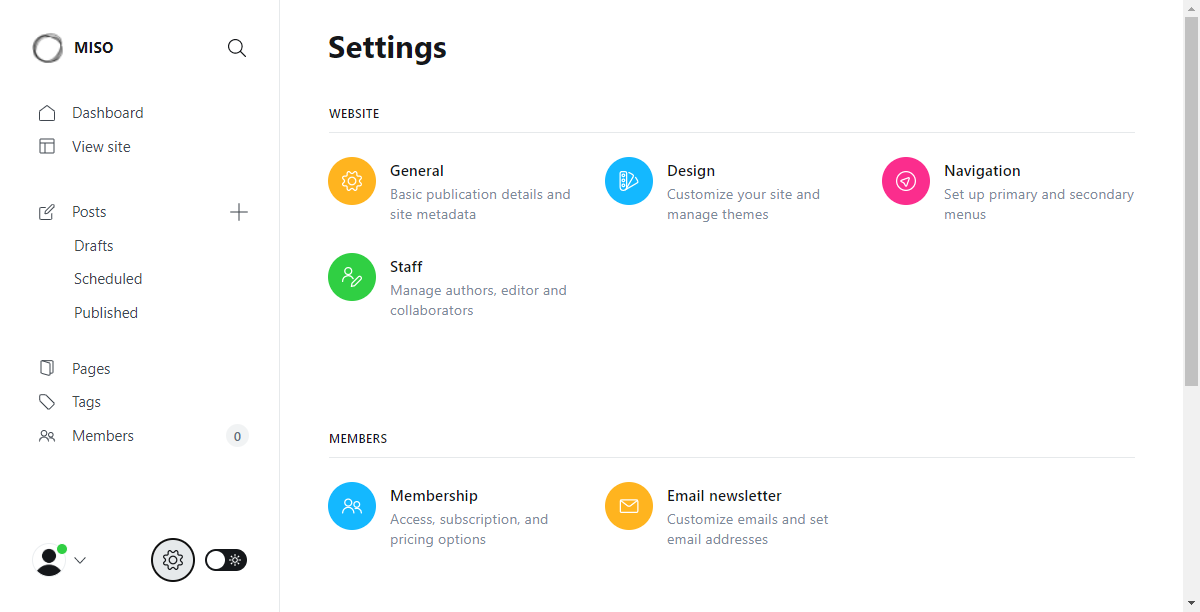 MISO
Dashboard
View site
Posts
Drafts
Scheduled
Published
Pages
Tags
Members
0
Settings
WEBSITE
General
Basic publication details and
site metadata
Design
Customize your site and
manage themes
Navigation
Set up primary and secondary
menus
Staff
Manage authors, editor and
collaborators
MEMBERS
Membership
Access, subscription, and
pricing options
Email newsletter
Customize emails and set
email addresses